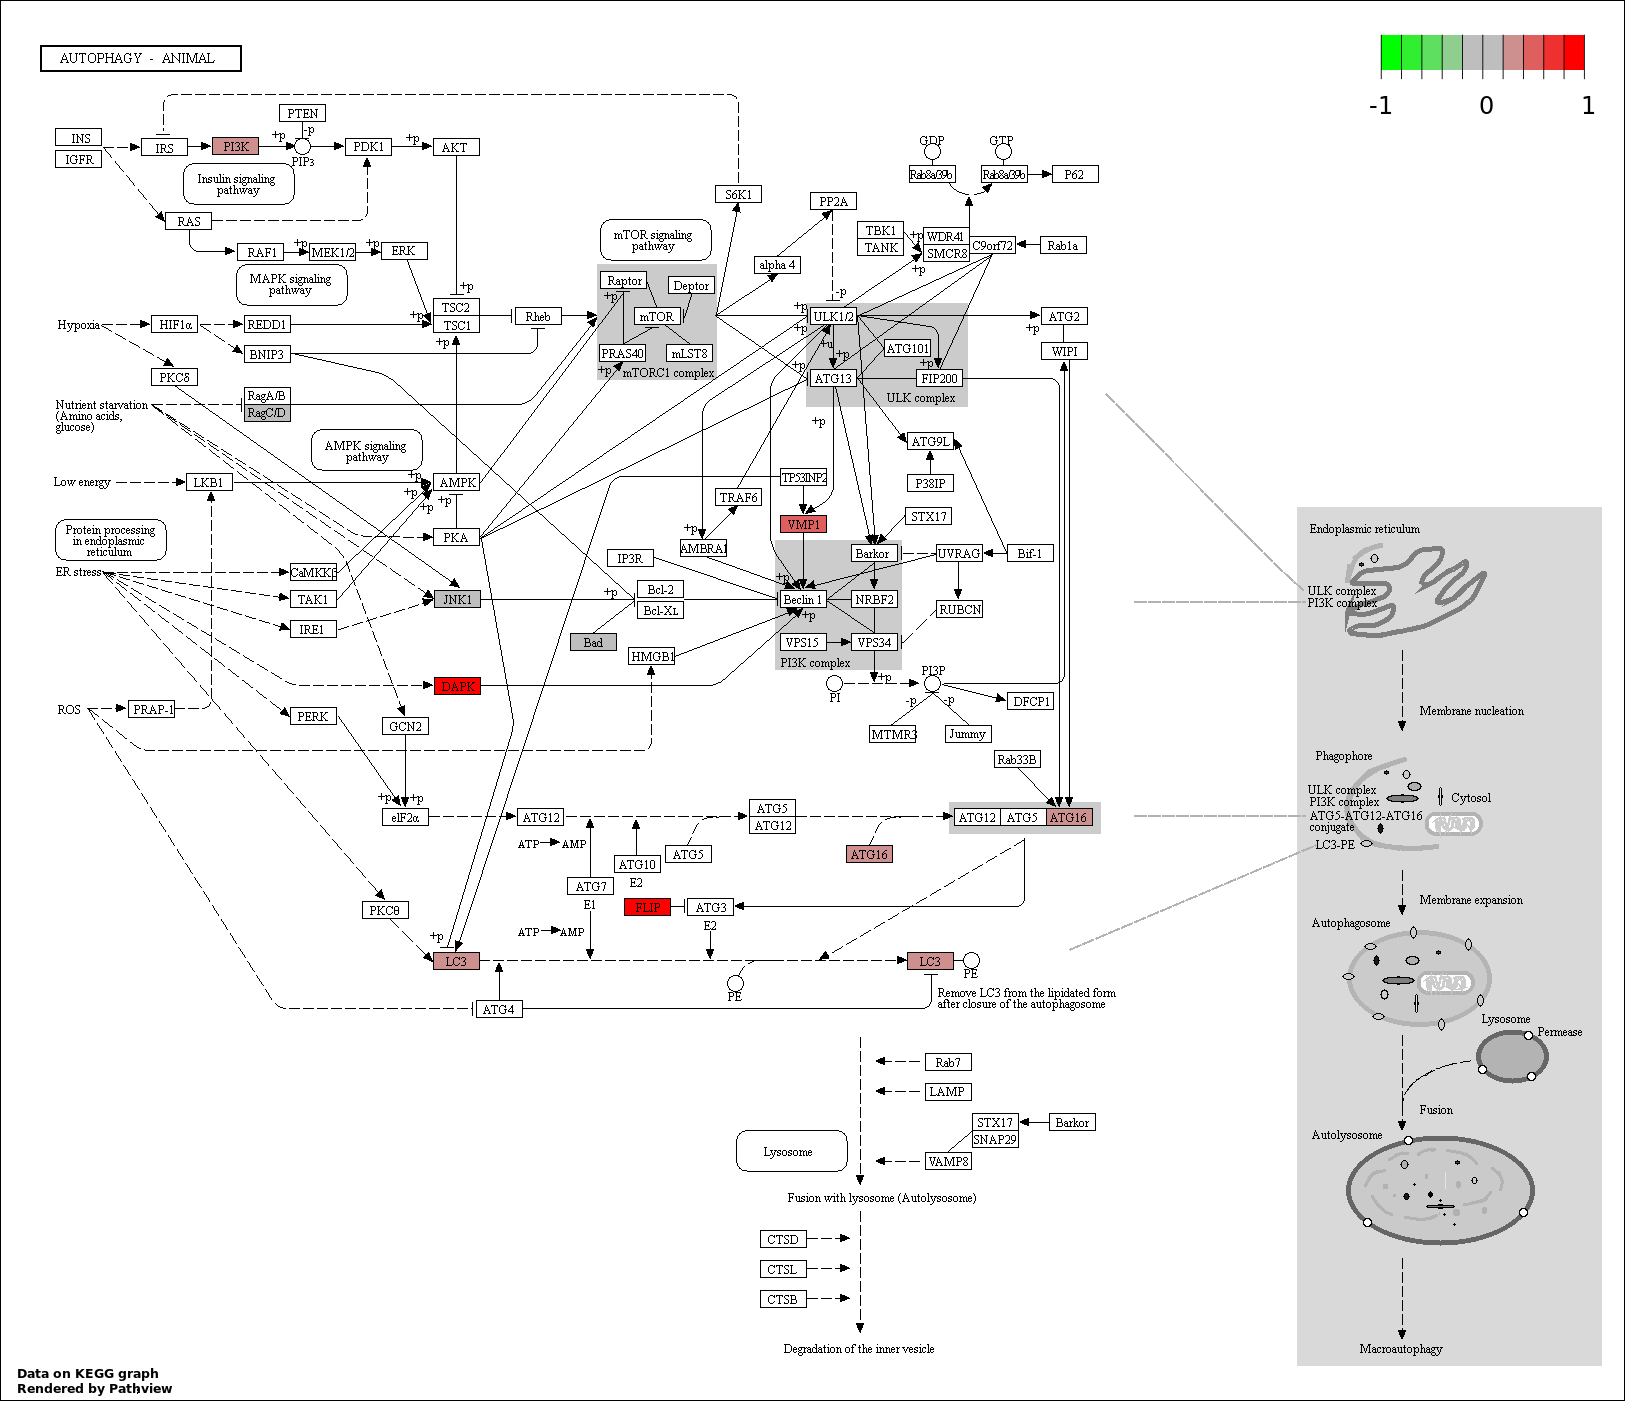 AUTOPHAGY - ANIMAL
-1
0
1
PTEN
INS
IGFR
IRS
PI3K
+p
-p
PIP3
PDK1
+p
AKT
Insulin signaling
pathway
RAS
RAF1
+p
MEK1/2
+p
ERK
MAPK signaling
pathway
S6K1
mTOR signaling
pathway
PP2A
alpha 4
GDP
GTP
Rab8a/39b
Rab8a/39b
P62
TBK1
TANK
+p
WDR41
SMCR8
C9orf72
Rab1a
+p
Raptor
Deptor
+p
mTOR
PRAS40
mLST8
+p
mTORC1 complex
+p
TSC2
TSC1
+p
+p
Rheb
Hypoxia
HIF1α
REDD1
BNIP3
PKCδ
RagA/B
RagC/D
Nutrient starvation
(Amino acids,
glucose)
-p
+p
+p
ULK1/2
+u
+p
ATG101
+p
+p
ATG13
FIP200
ULK complex
ATG2
+p
WIPI
+p
ATG9L
P38IP
STX17
AMPK signaling
pathway
Low energy
LKB1
+p
+p
+p
+p
AMPK
PKA
TP53INP2
TRAF6
VMP1
+p
AMBRA1
Protein processing
in endoplasmic
reticulum
ER stress
CaMKKβ
TAK1
IRE1
JNK1
IP3R
+p
Bcl-2
Bcl-XL
Bad
HMGB1
Barkor
UVRAG
Bif-1
+p
Beclin 1
+p
NRBF2
RUBCN
VPS15
VPS34
PI3K complex
+p
PI
PI3P
DFCP1
-p
-p
MTMR3
Jummy
DAPK
ROS
PRAP-1
PERK
GCN2
+p
+p
eIF2α
Rab33B
ATG12
ATG5
ATG12
ATG12
ATG5
ATG16
ATP
AMP
ATG10
E2
ATG5
ATG16
ATG7
E1
FLIP
ATG3
E2
ATP
AMP
PKCθ
+p
LC3
LC3
PE
PE
ATG4
Remove LC3 from the lipidated form
after closure of the autophagosome
Rab7
LAMP
STX17
SNAP29
Barkor
VAMP8
Lysosome
Fusion with lysosome (Autolysosome)
CTSD
CTSL
CTSB
Degradation of the inner vesicle
Endoplasmic reticulum
ULK complex
PI3K complex
Membrane nucleation
Phagophore
ULK complex
PI3K complex
Cytosol
ATG5-ATG12-ATG16
conjugate
LC3-PE
Membrane expansion
Autophagosome
Lysosome
Permease
Fusion
Autolysosome
Macroautophagy
Data on KEGG graph
Rendered by Pathview